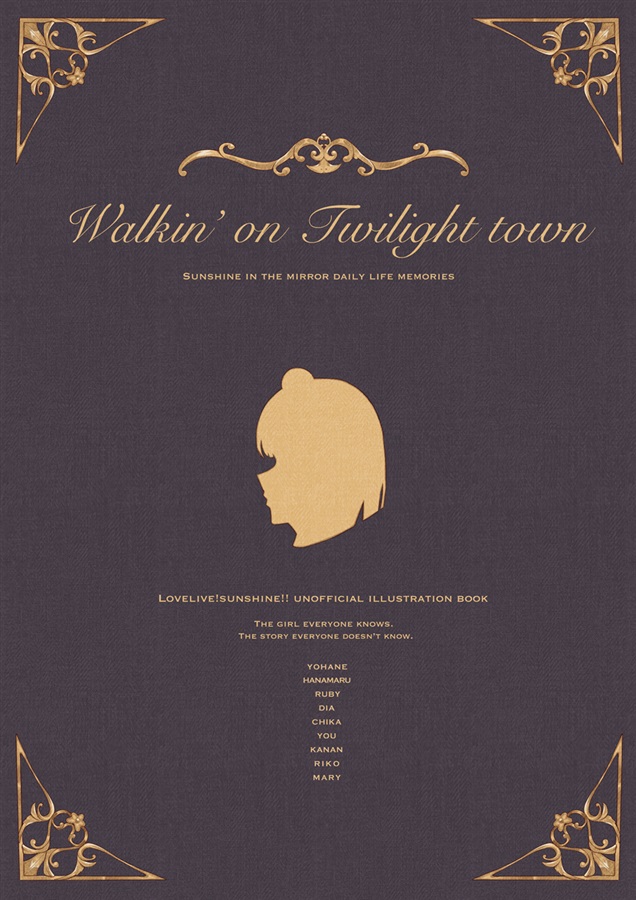 Walkin' on Twilight town
Sunshine in the mirror daily life memories
Lovelive!sunshine!! unofficial illustration book
The girl everyone knows.
The story everyone doesn't know.
YOHANE
HANAMARU
RUBY
DIA
CHIKA
YOU
KANAN
RIKO
MARY